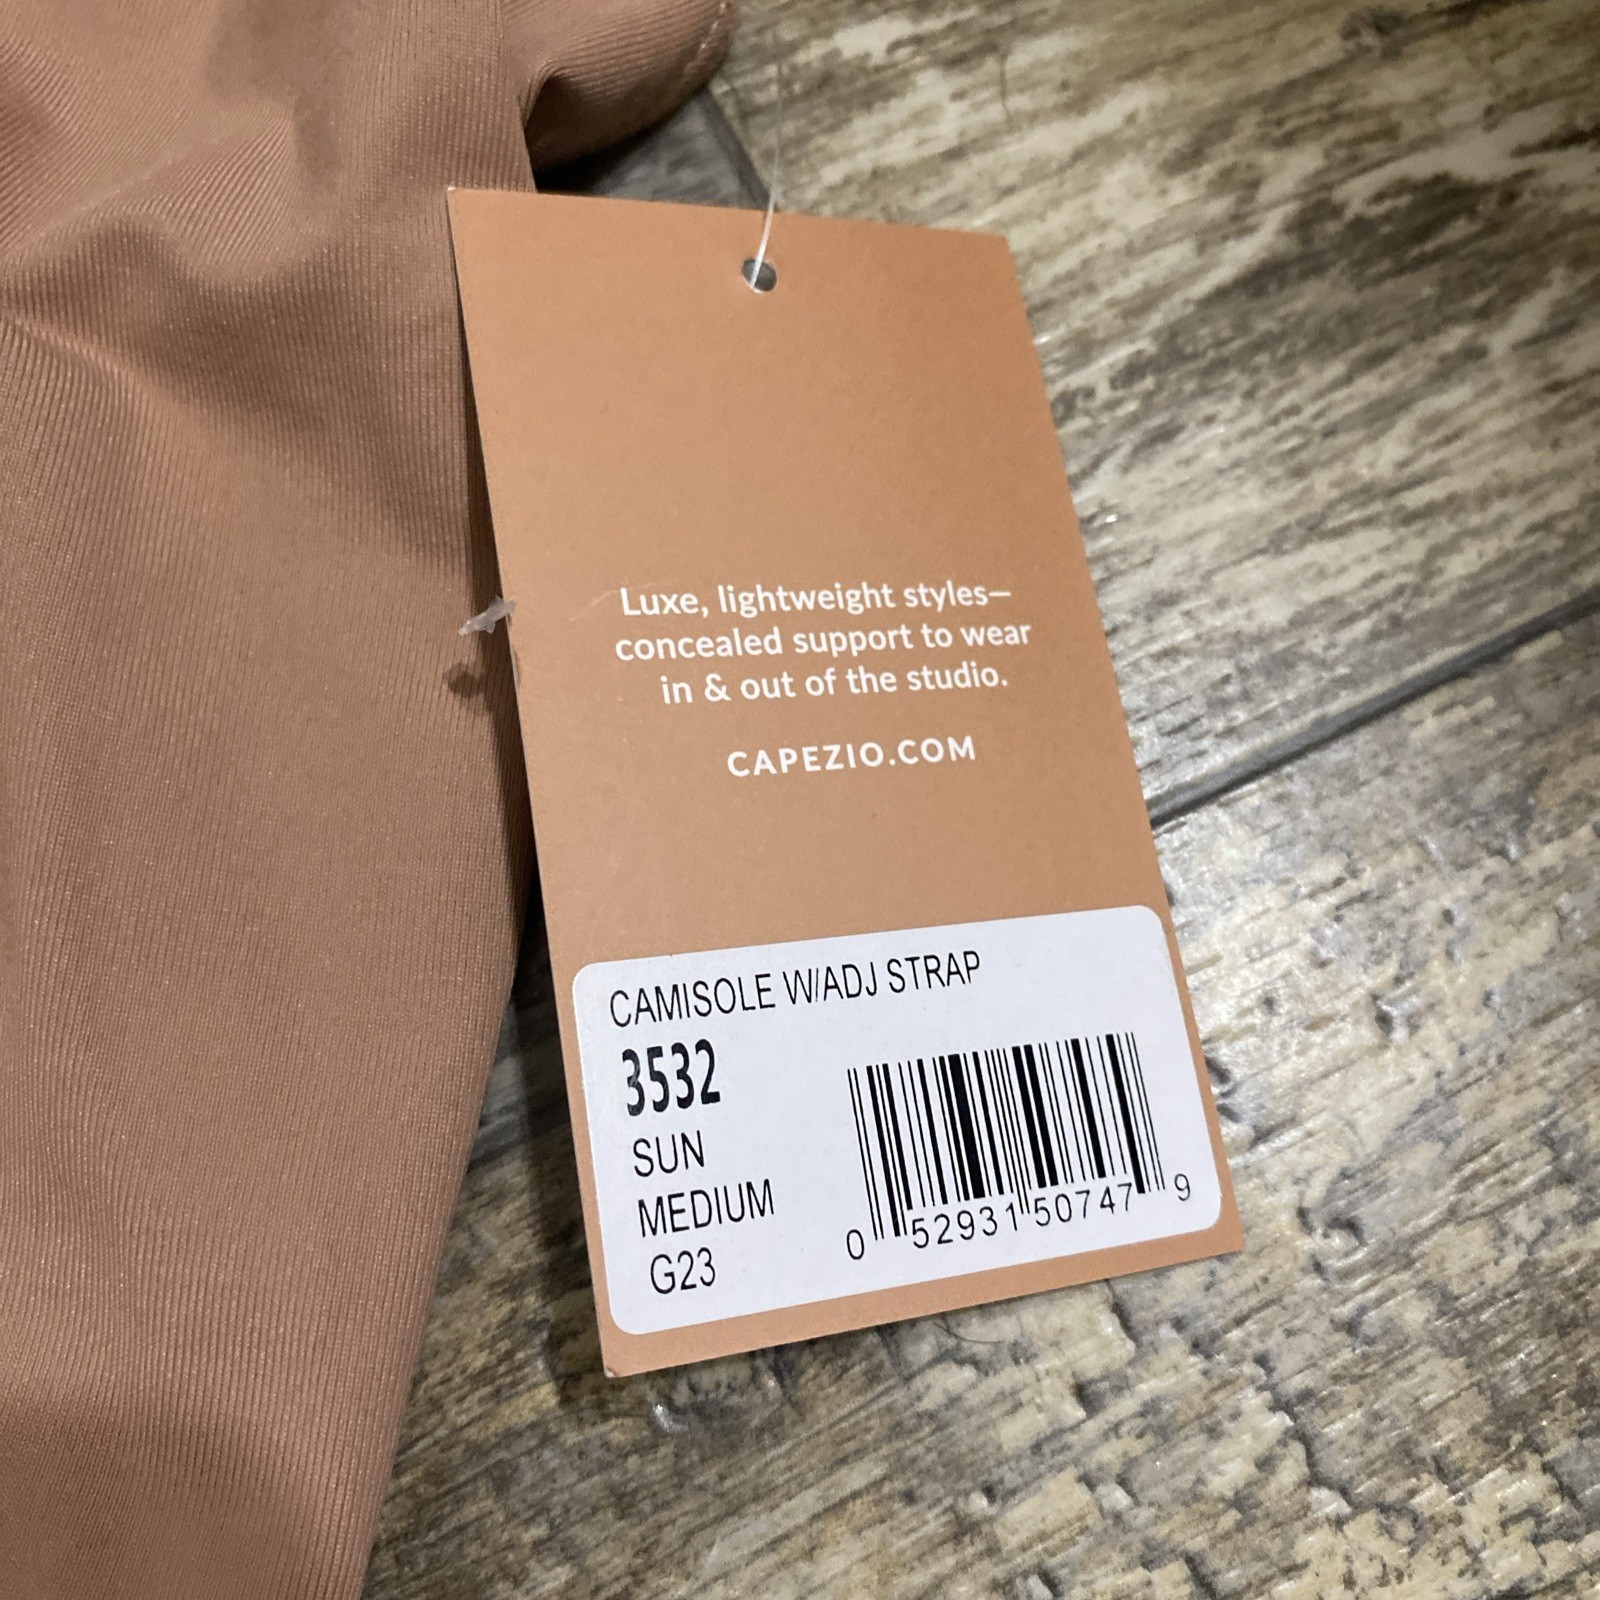 Luxe, lightweight styles—
concealed support to wear
in & out of the studio.
CAPEZIO.COM
CAMISOLE W/ADJ STRAP
3532
SUN
MEDIUM
G23
0 52931 50747 9